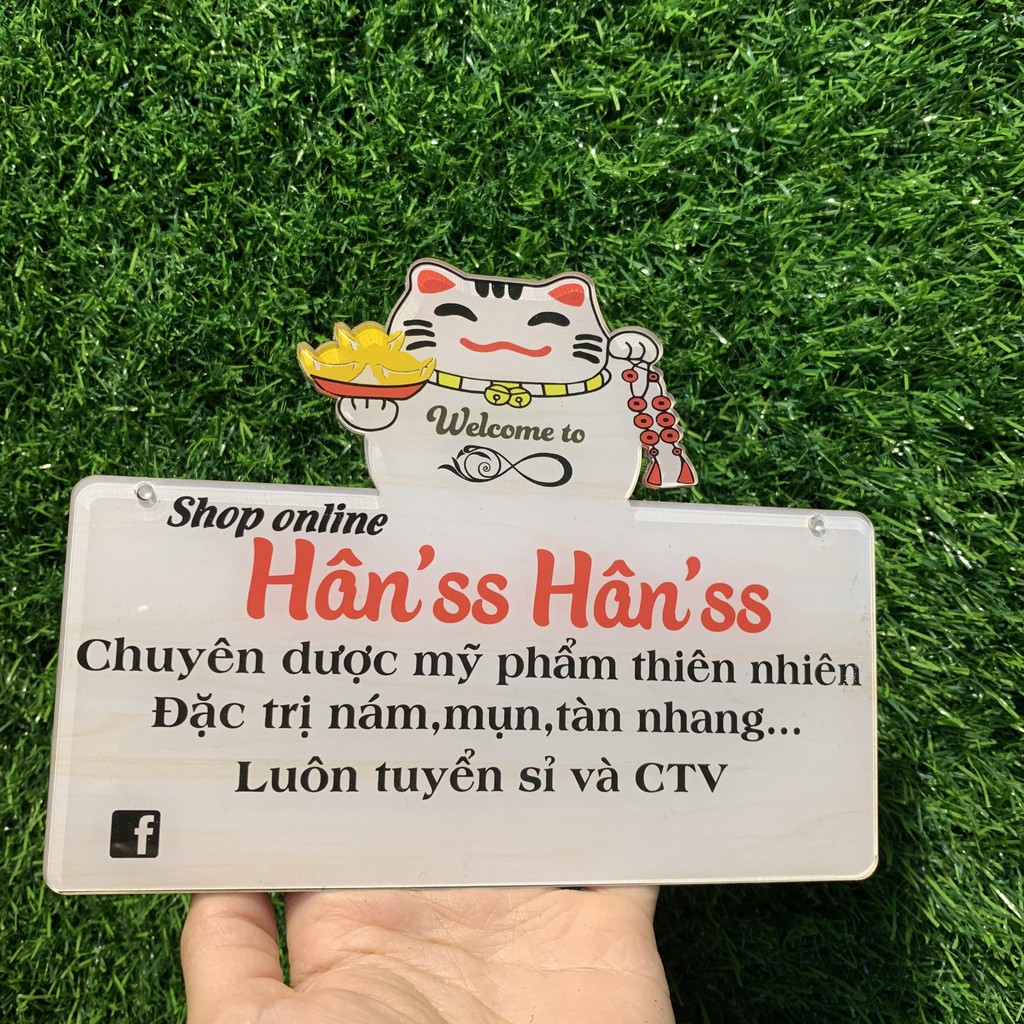 Welcome to
Shop online
Hân'ss Hân'ss
Chuyên dược mỹ phẩm thiên nhiên
Đặc trị nám,mụn,tàn nhang...
Luôn tuyển sỉ và CTV
f